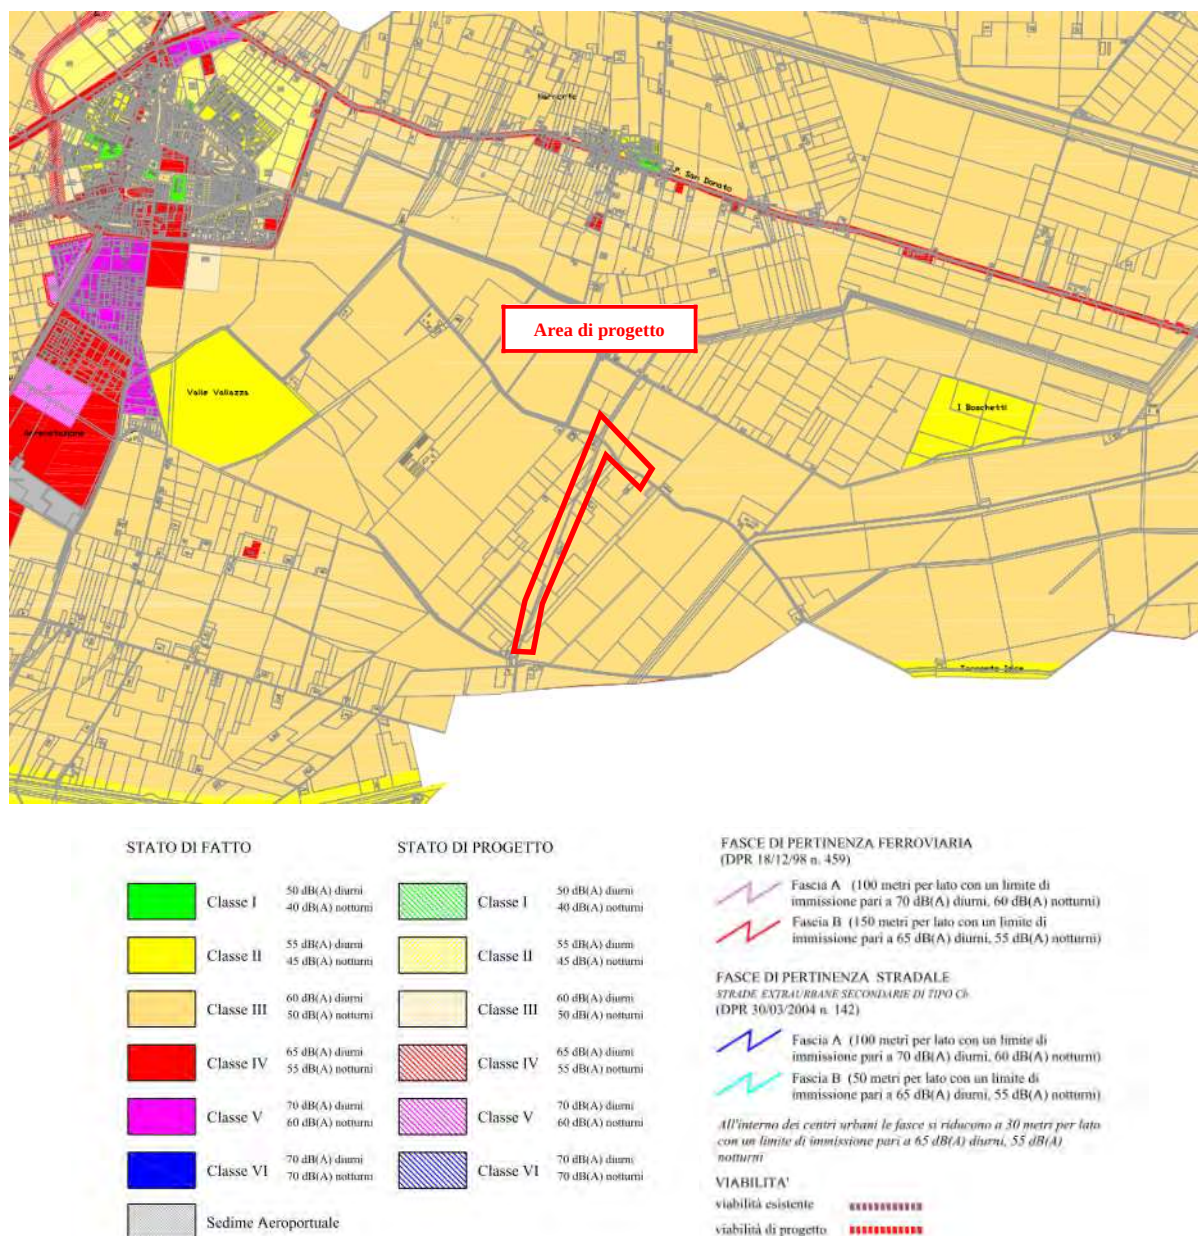 S.P. San Donato
Area di progetto
Valle Vallazza
I Boschetti
STATO DI FATTO
Classe I
50 dB(A) diurni
40 dB(A) notturni
Classe II
55 dB(A) diurni
45 dB(A) notturni
Classe III
60 dB(A) diurni
50 dB(A) notturni
Classe IV
65 dB(A) diurni
55 dB(A) notturni
Classe V
70 dB(A) diurni
60 dB(A) notturni
Classe VI
70 dB(A) diurni
70 dB(A) notturni
Sedime Aeroportuale
STATO DI PROGETTO
Classe I
50 dB(A) diurni
40 dB(A) notturni
Classe II
55 dB(A) diurni
45 dB(A) notturni
Classe III
60 dB(A) diurni
50 dB(A) notturni
Classe IV
65 dB(A) diurni
55 dB(A) notturni
Classe V
70 dB(A) diurni
60 dB(A) notturni
Classe VI
70 dB(A) diurni
70 dB(A) notturni
FASCE DI PERTINENZA FERROVIARIA
(DPR 18/12/98 n. 459)
Fascia A (100 metri per lato con un limite di
immissione pari a 70 dB(A) diurni, 60 dB(A) notturni)
Fascia B (150 metri per lato con un limite di
immissione pari a 65 dB(A) diurni, 55 dB(A) notturni)
FASCE DI PERTINENZA STRADALE
STRADE EXTRAURBANE SECONDARIE DI TIPO Cb
(DPR 30/03/2004 n. 142)
Fascia A (100 metri per lato con un limite di
immissione pari a 70 dB(A) diurni, 60 dB(A) notturni)
Fascia B (50 metri per lato con un limite di
immissione pari a 65 dB(A) diurni, 55 dB(A) notturni)
All'interno dei centri urbani le fasce si riducono a 30 metri per lato
con un limite di immissione pari a 65 dB(A) diurni, 55 dB(A)
notturni
VIABILITA'
viabilità esistente
viabilità di progetto